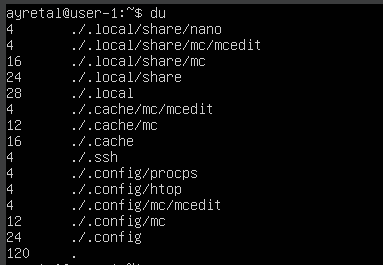 ayretal@user-1:~$ du
4 ./.local/share/nano
4 ./.local/share/mc/mcedit
16 ./.local/share/mc
24 ./.local/share
28 ./.local
4 ./.cache/mc/mcedit
12 ./.cache/mc
16 ./.cache
4 ./.ssh
4 ./.config/procps
4 ./.config/htop
4 ./.config/mc/mcedit
12 ./.config/mc
24 ./.config
120 .